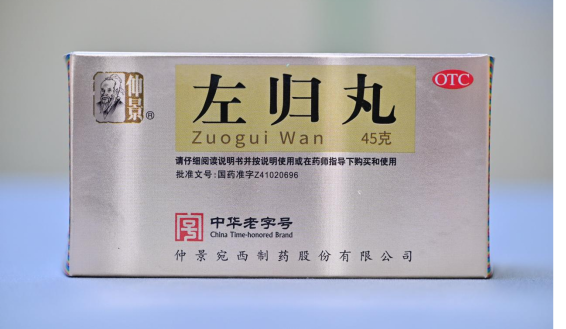 仲景®
左归丸
OTC
Zuogui Wan 45克
请仔细阅读说明书并按说明使用或在药师指导下购买和使用
批准文号:国药准字Z41020696
中华老字号
China Time-honored Brand
仲景宛西制药股份有限公司